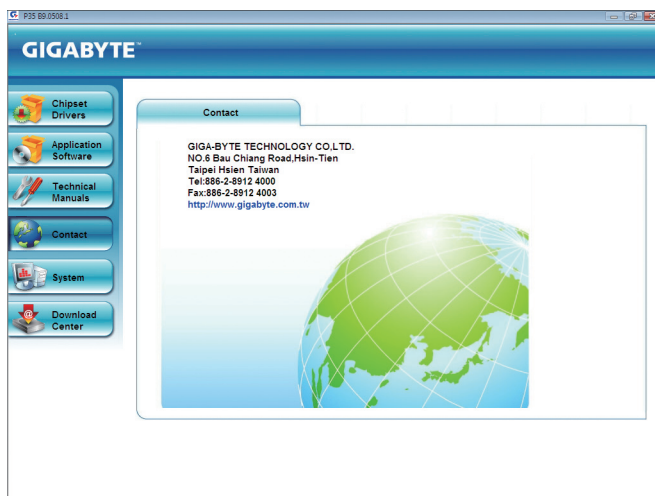 P35 B9.0508.1
GIGABYTE™
Chipset
Drivers
Application
Software
Technical
Manuals
Contact
System
Download
Center
Contact
GIGA-BYTE TECHNOLOGY CO,LTD.
NO.6 Bau Chiang Road,Hsin-Tien
Taipei Hsien Taiwan
Tel:886-2-8912 4000
Fax:886-2-8912 4003
http://www.gigabyte.com.tw